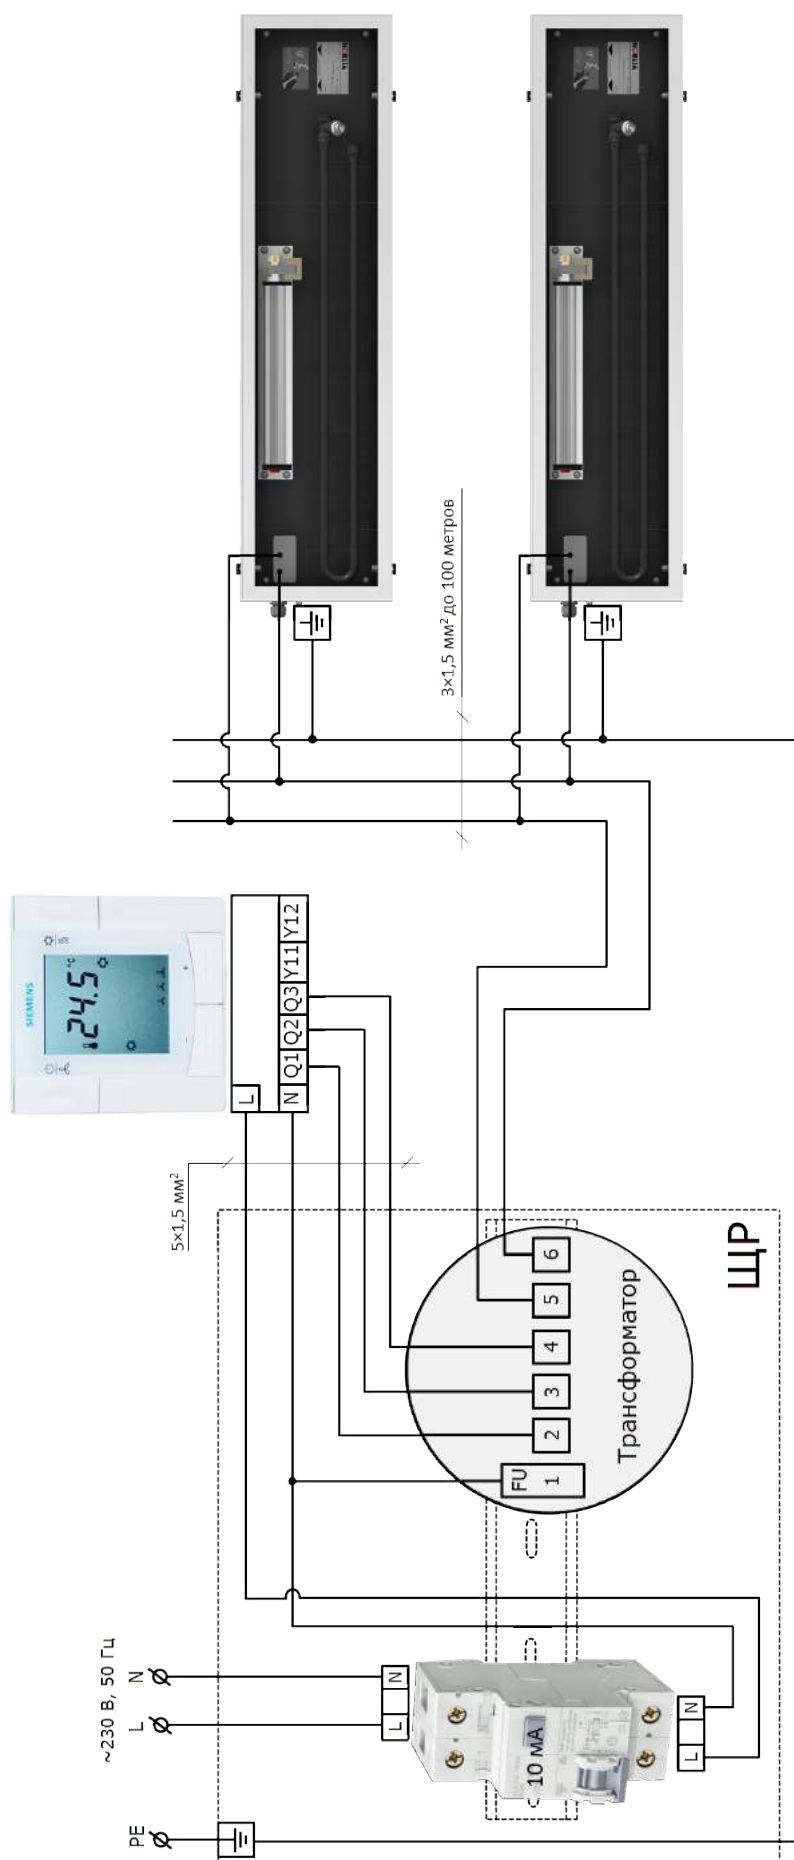 3×1,5 мм² до 100 метров
SIEMENS
24.5 °C
- +
L
N Q1 Q2 Q3 Y11 Y12
5×1,5 мм²
ЩР
Трансформатор
FU
1 2 3 4 5 6
~230 В, 50 Гц
PE L N
L N
10 мА
L N